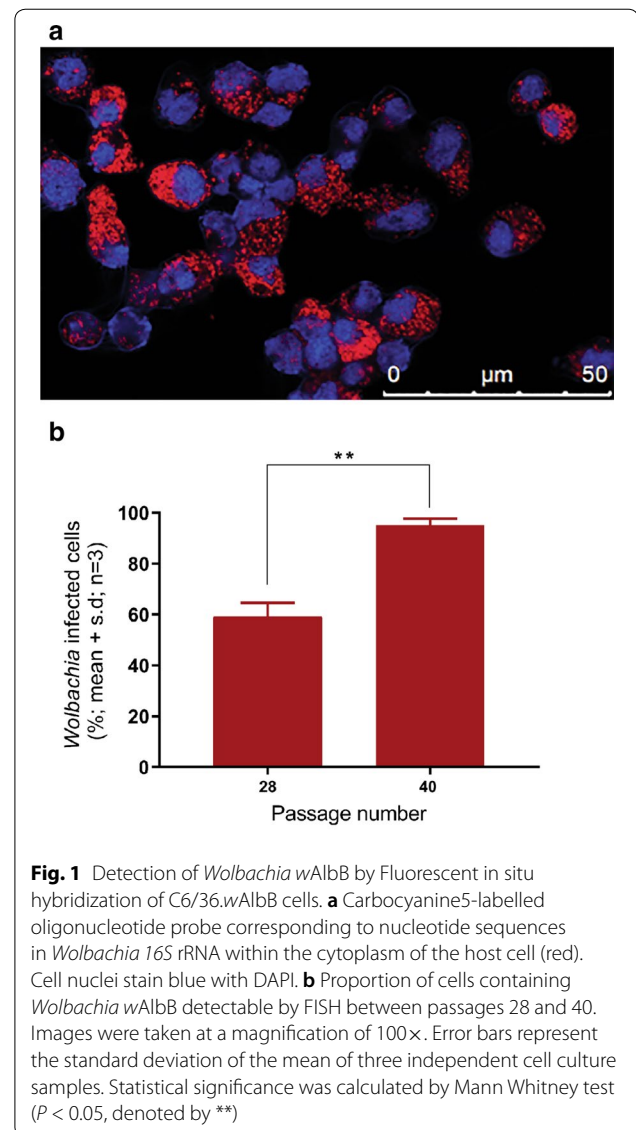 a
0 µm 50
b
**
Wolbachia infected cells
(%; mean + s.d; n=3)
100
80
60
40
20
0
28 40
Passage number
Fig. 1 Detection of Wolbachia wAlbB by Fluorescent in situ
hybridization of C6/36.wAlbB cells. a Carbocyanine5-labelled
oligonucleotide probe corresponding to nucleotide sequences
in Wolbachia 16S rRNA within the cytoplasm of the host cell (red).
Cell nuclei stain blue with DAPI. b Proportion of cells containing
Wolbachia wAlbB detectable by FISH between passages 28 and 40.
Images were taken at a magnification of 100×. Error bars represent
the standard deviation of the mean of three independent cell culture
samples. Statistical significance was calculated by Mann Whitney test
(P < 0.05, denoted by **)